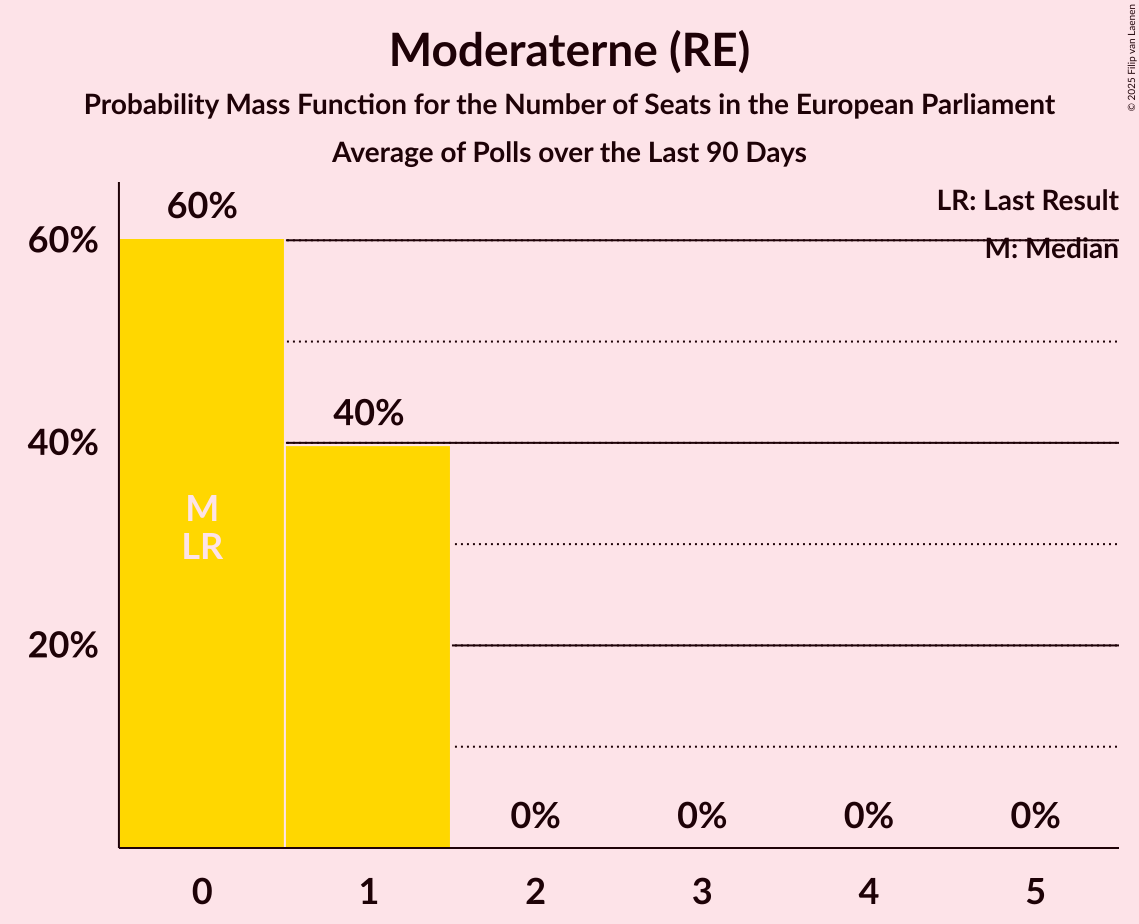 Moderaterne (RE)
Probability Mass Function for the Number of Seats in the European Parliament
Average of Polls over the Last 90 Days
© 2025 Filip van Laenen
LR: Last Result
M: Median
60%
40%
20%
60%
40%
0%
0%
0%
0%
M
LR
0
1
2
3
4
5